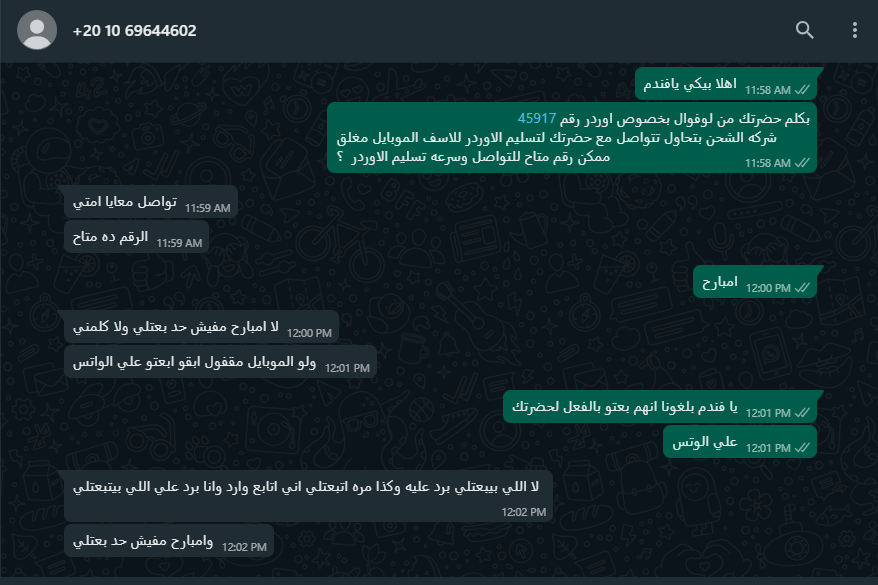 +20 10 69644602
اهلا بيكي يافندم
11:58 AM
بكلم حضرتك من لوفوال بخصوص اوردر رقم 45917
شركه الشحن بتحاول تتواصل مع حضرتك لتسليم الاوردر للاسف الموبايل مغلق
ممكن رقم متاح للتواصل وسرعه تسليم الاوردر ؟
11:58 AM
تواصل معايا امتي
11:59 AM
الرقم ده متاح
11:59 AM
امبارح
12:00 PM
لا امبارح مفيش حد بعتلي ولا كلمني
12:00 PM
ولو الموبايل مقفول ابقو ابعتو علي الواتس
12:01 PM
يا فندم بلغونا انهم بعتو بالفعل لحضرتك
12:01 PM
علي الوتس
12:01 PM
لا اللي بيبعتلي برد عليه وكذا مره اتبعتلي اني اتابع وارد وانا برد علي اللي بيتبعتلي
12:02 PM
وامبارح مفيش حد بعتلي
12:02 PM